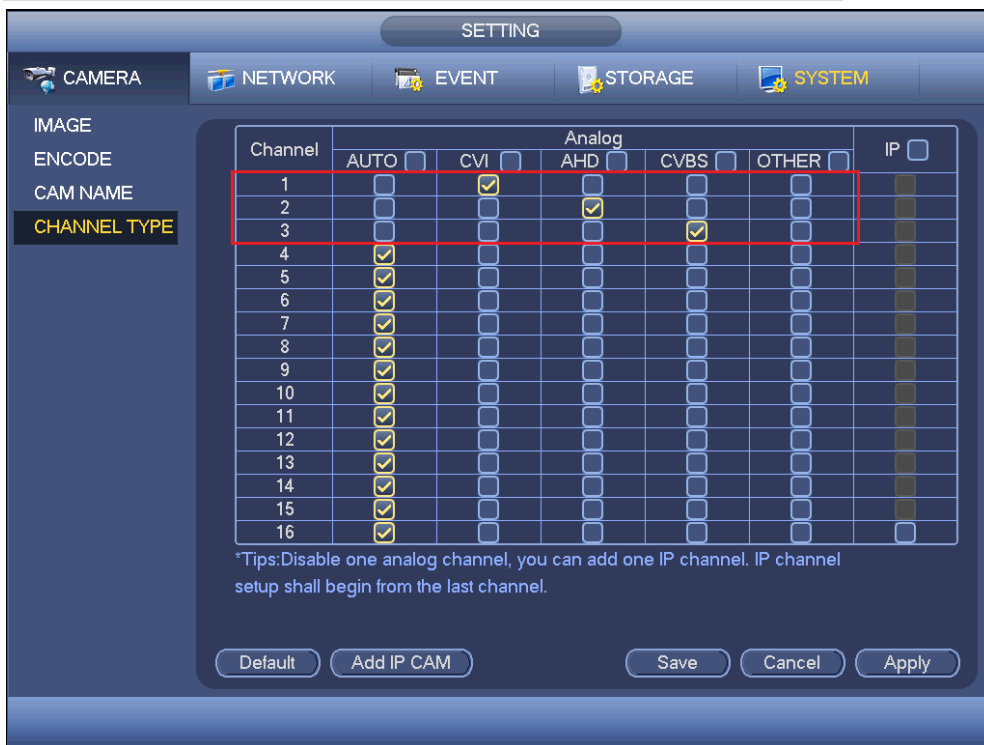 SETTING
CAMERA NETWORK EVENT STORAGE SYSTEM
IMAGE
ENCODE
CAM NAME
CHANNEL TYPE
Channel Analog IP
AUTO CVI AHD CVBS OTHER
1
2
3
4
5
6
7
8
9
10
11
12
13
14
15
16
*Tips:Disable one analog channel, you can add one IP channel. IP channel
setup shall begin from the last channel.
Default Add IP CAM Save Cancel Apply